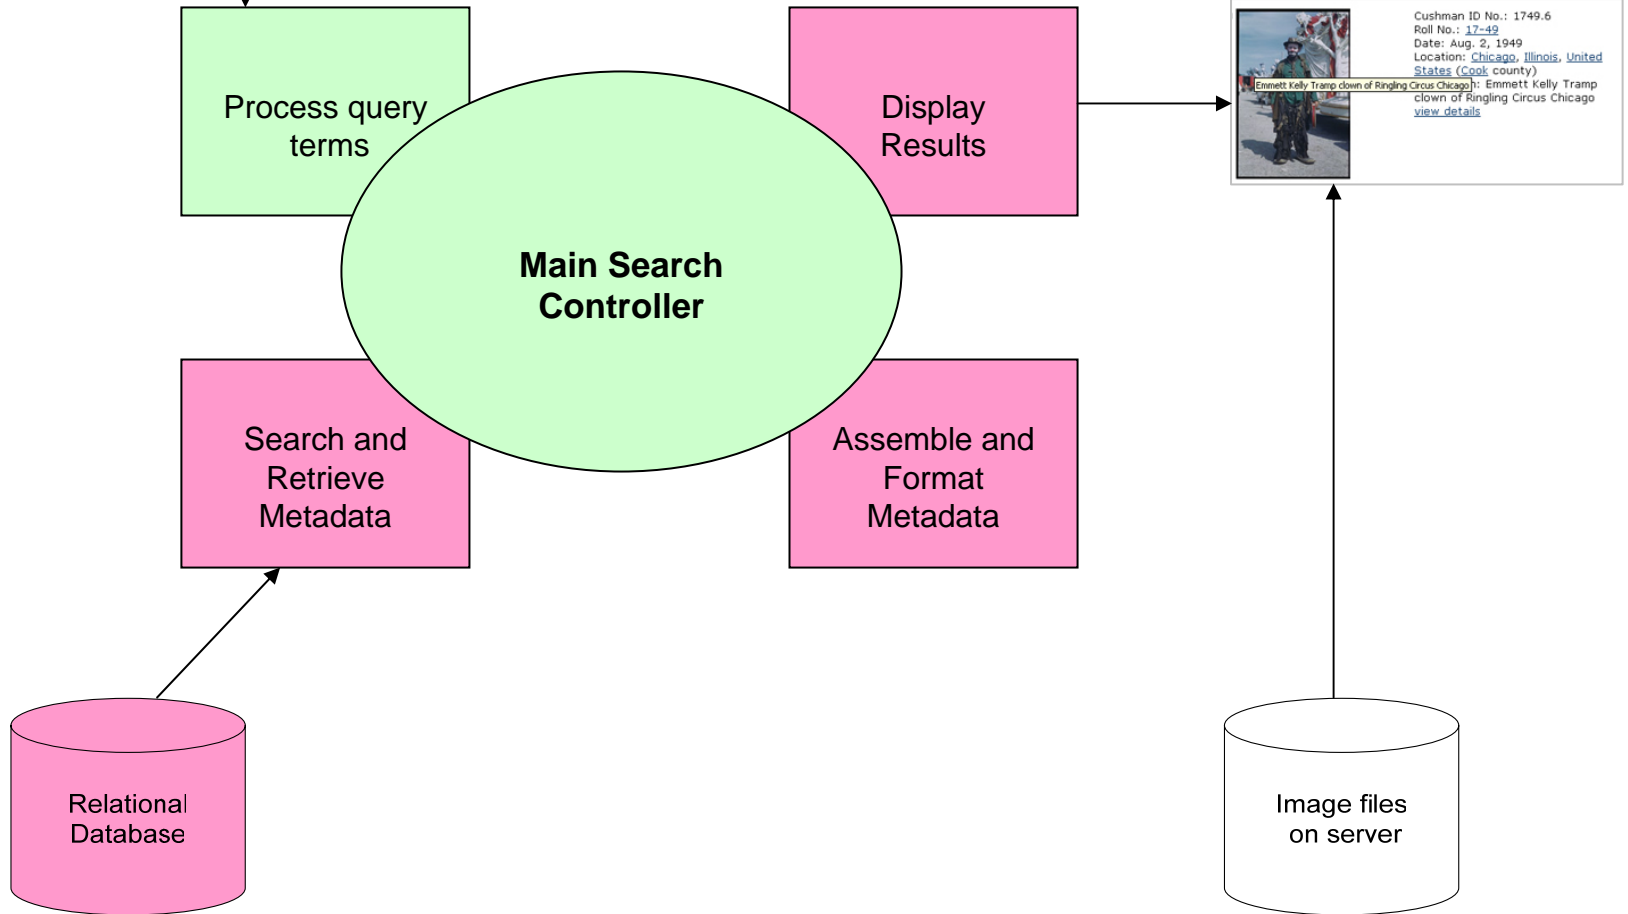 Process query
terms
Display
Results
Cushman ID No.: 1749.6
Roll No.: 17-49
Date: Aug. 2, 1949
Location: Chicago, Illinois, United
States (Cook county)
Emmett Kelly Tramp clown of Ringling Circus Chicago
n: Emmett Kelly Tramp
clown of Ringling Circus Chicago
view details
Main Search
Controller
Search and
Retrieve
Metadata
Assemble and
Format
Metadata
Relational
Database
Image files
on server